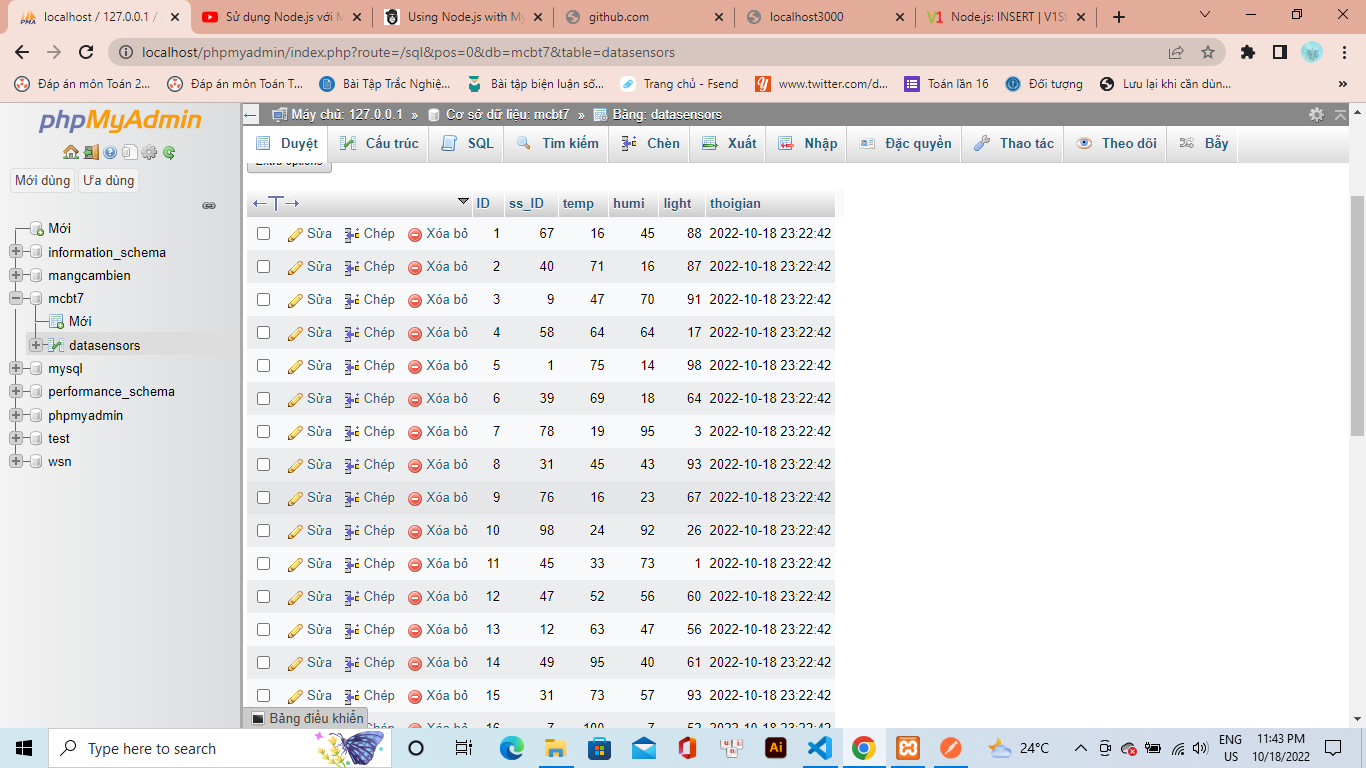 localhost / 127.0.0.1 /
Sử dụng Node.js với M
Using Node.js with My
github.com
localhost3000
Node.js: INSERT | V1St
localhost/phpmyadmin/index.php?route=/sql&pos=0&db=mcbt7&table=datasensors
Đáp án môn Toán 2...
Đáp án môn Toán T...
Bài Tập Trắc Nghiệ...
Bài tập biện luận số...
Trang chủ - Fsend
www.twitter.com/d...
Toán lần 16
Đối tượng
Lưu lại khi cần dùn...
»
phpMyAdmin
Mới dùng Ưa dùng
Mới
information_schema
mangcambien
mcbt7
Mới
datasensors
mysql
performance_schema
phpmyadmin
test
wsn
Máy chủ: 127.0.0.1 » Cơ sở dữ liệu: mcbt7 » Bảng: datasensors
Duyệt Cấu trúc SQL Tìm kiếm Chèn Xuất Nhập Đặc quyền Thao tác Theo dõi Bẫy
Extra options
ID ss_ID temp humi light thoigian
Sửa Chép Xóa bỏ 1 67 16 45 88 2022-10-18 23:22:42
Sửa Chép Xóa bỏ 2 40 71 16 87 2022-10-18 23:22:42
Sửa Chép Xóa bỏ 3 9 47 70 91 2022-10-18 23:22:42
Sửa Chép Xóa bỏ 4 58 64 64 17 2022-10-18 23:22:42
Sửa Chép Xóa bỏ 5 1 75 14 98 2022-10-18 23:22:42
Sửa Chép Xóa bỏ 6 39 69 18 64 2022-10-18 23:22:42
Sửa Chép Xóa bỏ 7 78 19 95 3 2022-10-18 23:22:42
Sửa Chép Xóa bỏ 8 31 45 43 93 2022-10-18 23:22:42
Sửa Chép Xóa bỏ 9 76 16 23 67 2022-10-18 23:22:42
Sửa Chép Xóa bỏ 10 98 24 92 26 2022-10-18 23:22:42
Sửa Chép Xóa bỏ 11 45 33 73 1 2022-10-18 23:22:42
Sửa Chép Xóa bỏ 12 47 52 56 60 2022-10-18 23:22:42
Sửa Chép Xóa bỏ 13 12 63 47 56 2022-10-18 23:22:42
Sửa Chép Xóa bỏ 14 49 95 40 61 2022-10-18 23:22:42
Sửa Chép Xóa bỏ 15 31 73 57 93 2022-10-18 23:22:42
Bảng điều khiển
Type here to search
Ai
24°C
ENG
US
11:43 PM
10/18/2022